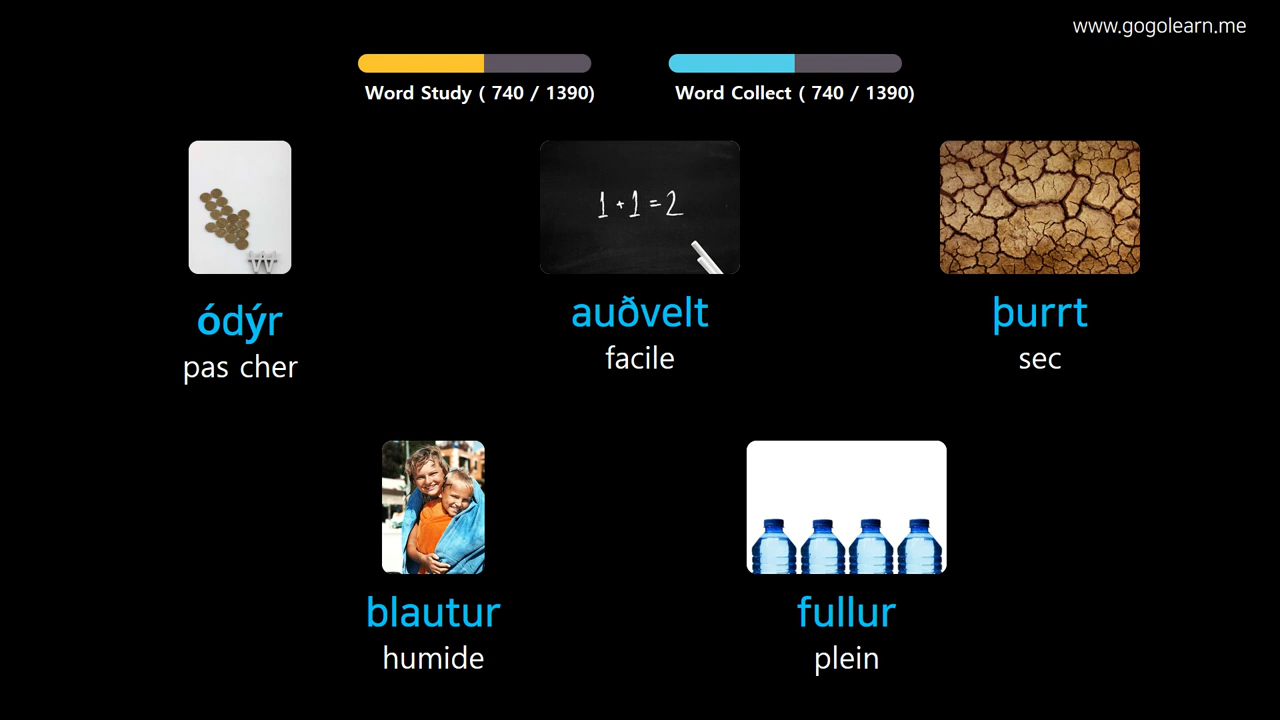 www.gogolearn.me
Word Study ( 740 / 1390)
Word Collect ( 740 / 1390)
1 + 1 = 2
ódýr
pas cher
auðvelt
facile
þurrt
sec
blautur
humide
fullur
plein